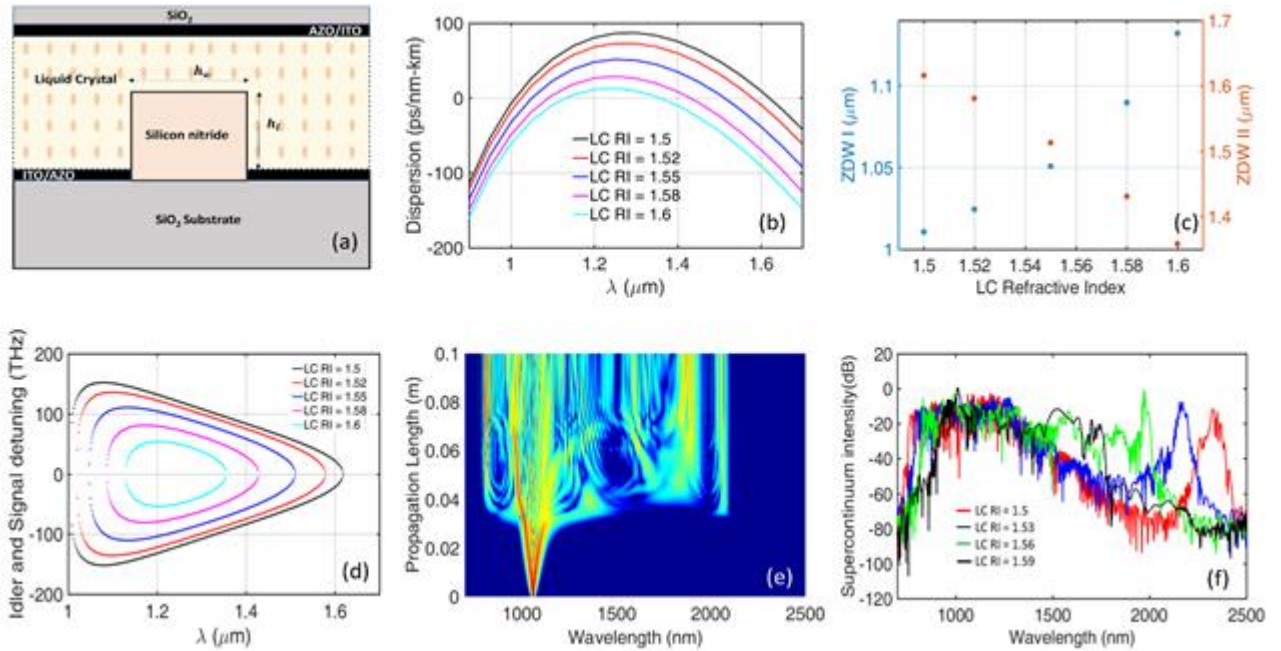 SiO2
AZO/ITO
Liquid Crystal
Silicon nitride
ITO/AZO
SiO2 Substrate
(a)
Dispersion (ps/nm-km)
100
0
-100
-200
LC RI = 1.5
LC RI = 1.52
LC RI = 1.55
LC RI = 1.58
LC RI = 1.6
(b)
1
1.2
1.4
1.6
λ (μm)
ZDW I (μm)
1.1
1.05
1
(c)
1.5
1.52
1.54
1.56
1.58
1.6
LC Refractive Index
1.7
1.6
1.5
1.4
ZDW II (μm)
Idler and Signal detuning (THz)
200
100
0
-100
-200
LC RI = 1.5
LC RI = 1.52
LC RI = 1.55
LC RI = 1.58
LC RI = 1.6
(d)
1
1.2
1.4
1.6
λ (μm)
Propagation Length (m)
0.1
0.08
0.06
0.04
0.02
0
(e)
1000
1500
2000
2500
Wavelength (nm)
Supercontinuum intensity(dB)
20
0
-20
-40
-60
-80
-100
-120
LC RI = 1.5
LC RI = 1.53
LC RI = 1.56
LC RI = 1.59
(f)
1000
1500
2000
2500
Wavelength (nm)